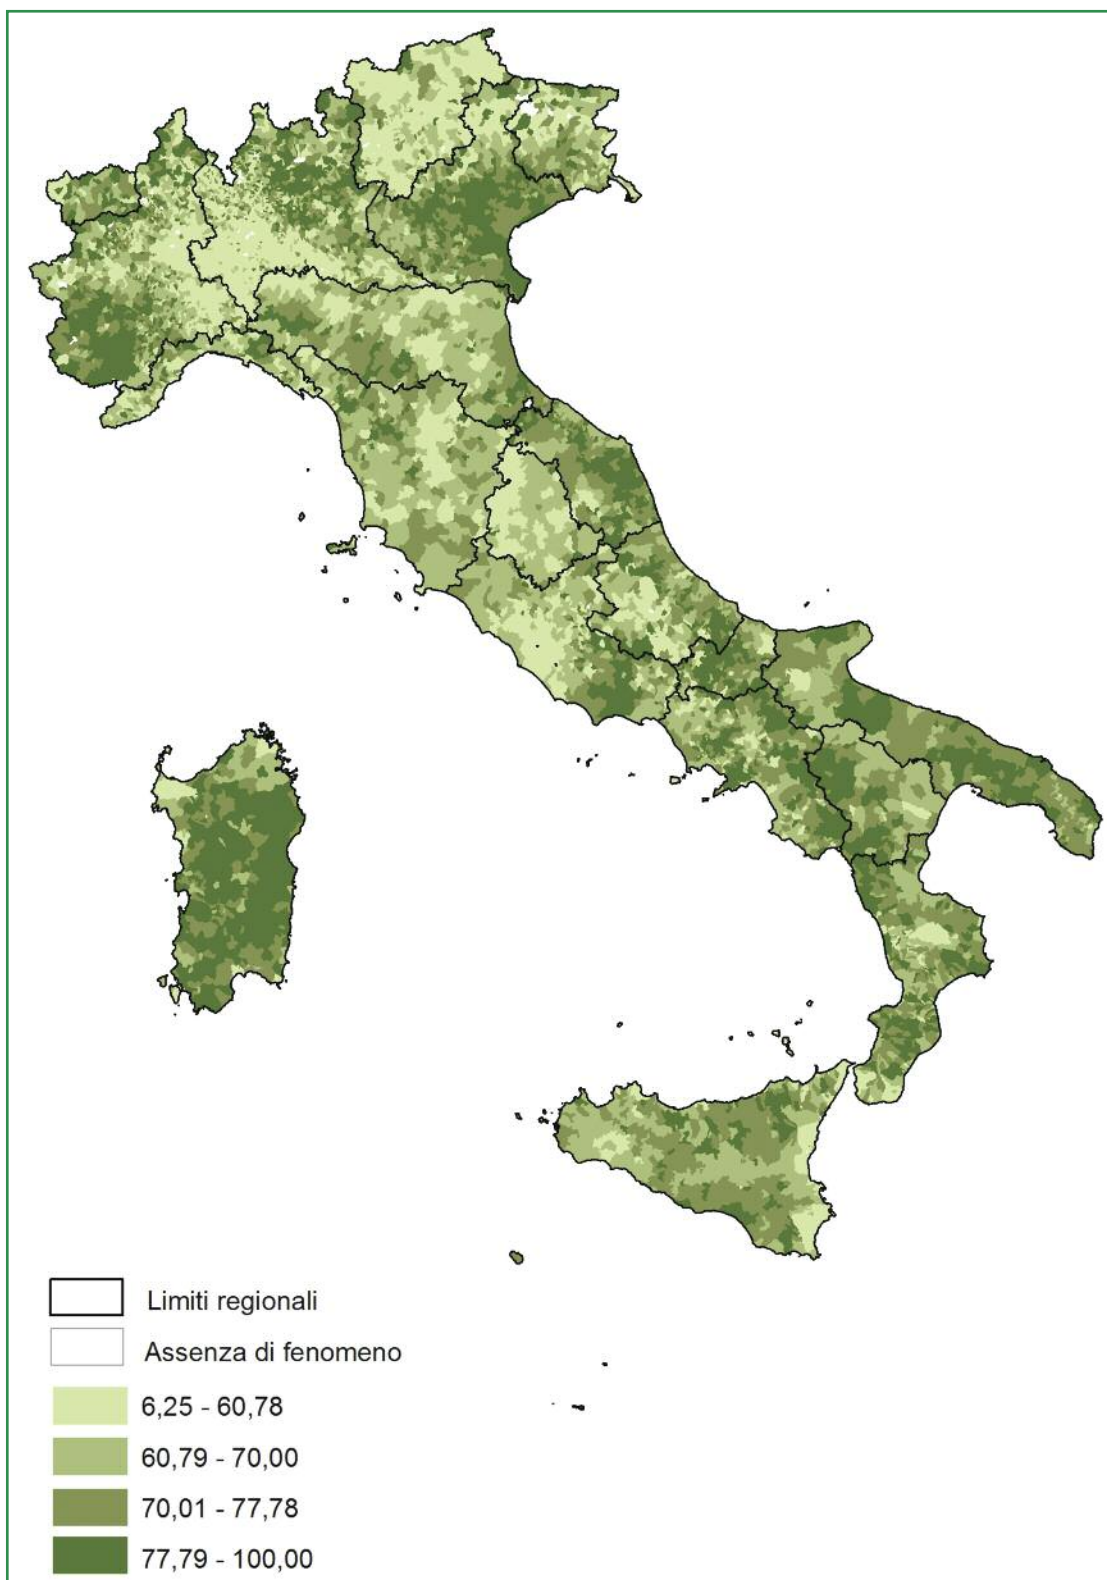 Limiti regionali
Assenza di fenomeno
6,25 - 60,78
60,79 - 70,00
70,01 - 77,78
77,79 - 100,00